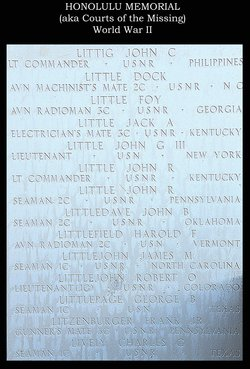 HONOLULU MEMORIAL
(aka Courts of the Missing)
World War II
LITTIG JOHN C
LT COMMANDER · USNR · PHILIPPINES
LITTLE DOCK
AVN MACHINIST'S MATE 2C · USN · N C
LITTLE FOY
AVN RADIOMAN 3C · USNR · GEORGIA
LITTLE JACK A
ELECTRICIAN'S MATE 3C · USNR · KENTUCKY
LITTLE JOHN G III
LIEUTENANT · USN · NEW YORK
LITTLE JOHN R
LT COMMANDER · USNR · KENTUCKY
LITTLE JOHN R
SEAMAN 2C · USNR · PENNSYLVANIA
LITTLEDAVE JOHN B
SEAMAN 2C · USNR · OKLAHOMA
LITTLEFIELD HAROLD F
AVN RADIOMAN 2C · USN · VERMONT
LITTLEJOHN JAMES M
SEAMAN 1C · USNR · NORTH CAROLINA
LITTLEJOHN ROBERT O
LIEUTENANT(JG) · USNR · COLORADO
LITTLEPAGE GEORGE B
SEAMAN 1C · USN · TEXAS
LITZENBURGER FRANK JR
GUNNER'S MATE 3C · USNR · PENNSYLVANIA
LIVELY CHARLES G
SEAMAN 1C · USNR · TEXAS